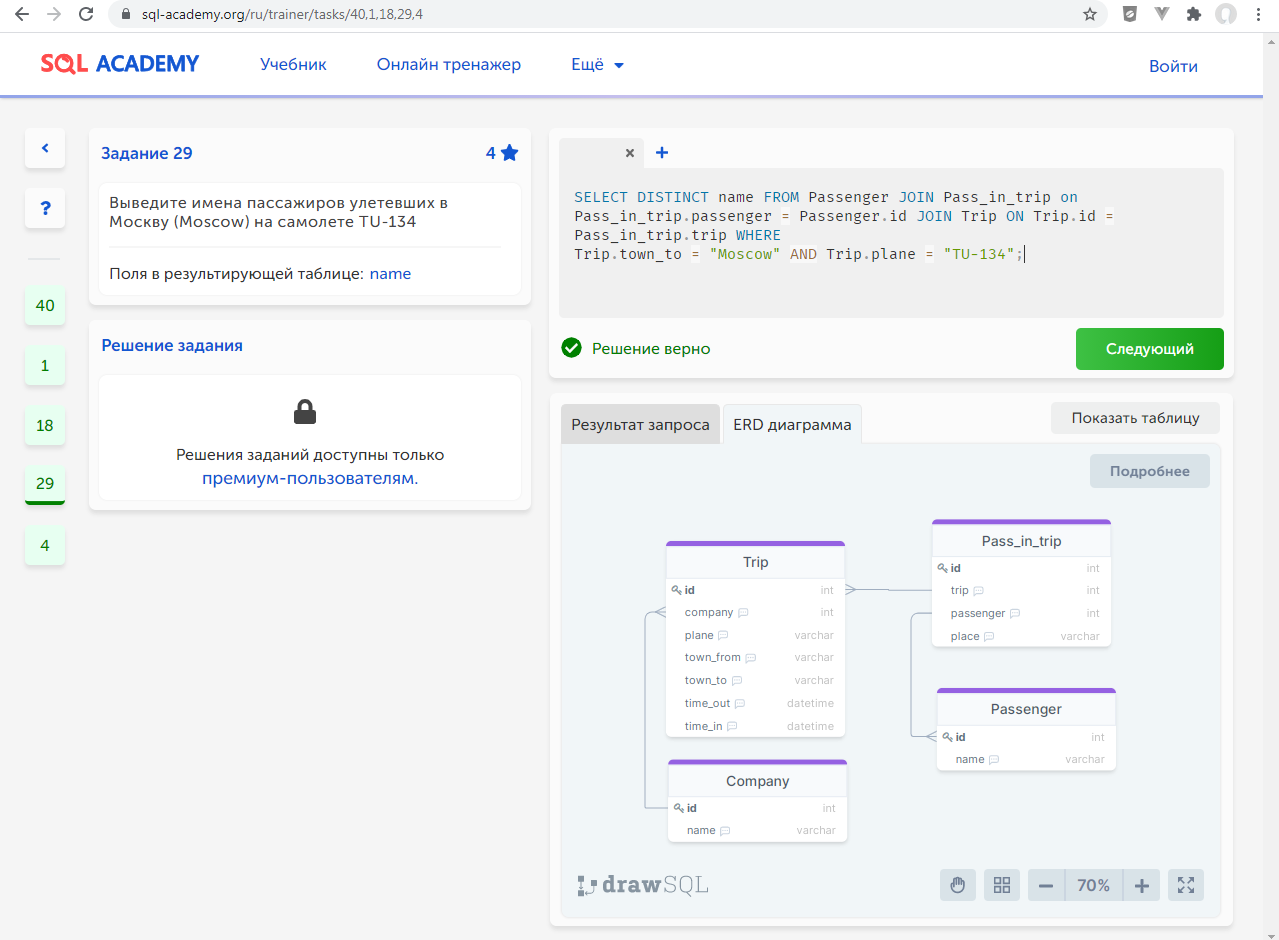 sql-academy.org/ru/trainer/tasks/40,1,18,29,4
SQL ACADEMY
Учебник
Онлайн тренажер
Ещё
Войти
?
40
1
18
29
4
Задание 29
4
Выведите имена пассажиров улетевших в
Москву (Moscow) на самолете TU-134
Поля в результирующей таблице: name
Решение задания
Решения заданий доступны только
премиум-пользователям.
SELECT DISTINCT name FROM Passenger JOIN Pass_in_trip on
Pass_in_trip.passenger = Passenger.id JOIN Trip ON Trip.id =
Pass_in_trip.trip WHERE
Trip.town_to = "Moscow" AND Trip.plane = "TU-134";
Решение верно
Следующий
Результат запроса
ERD диаграмма
Показать таблицу
Подробнее
Trip
id int
company int
plane varchar
town_from varchar
town_to varchar
time_out datetime
time_in datetime
Company
id int
name varchar
Pass_in_trip
id int
trip int
passenger int
place varchar
Passenger
id int
name varchar
drawSQL
70%